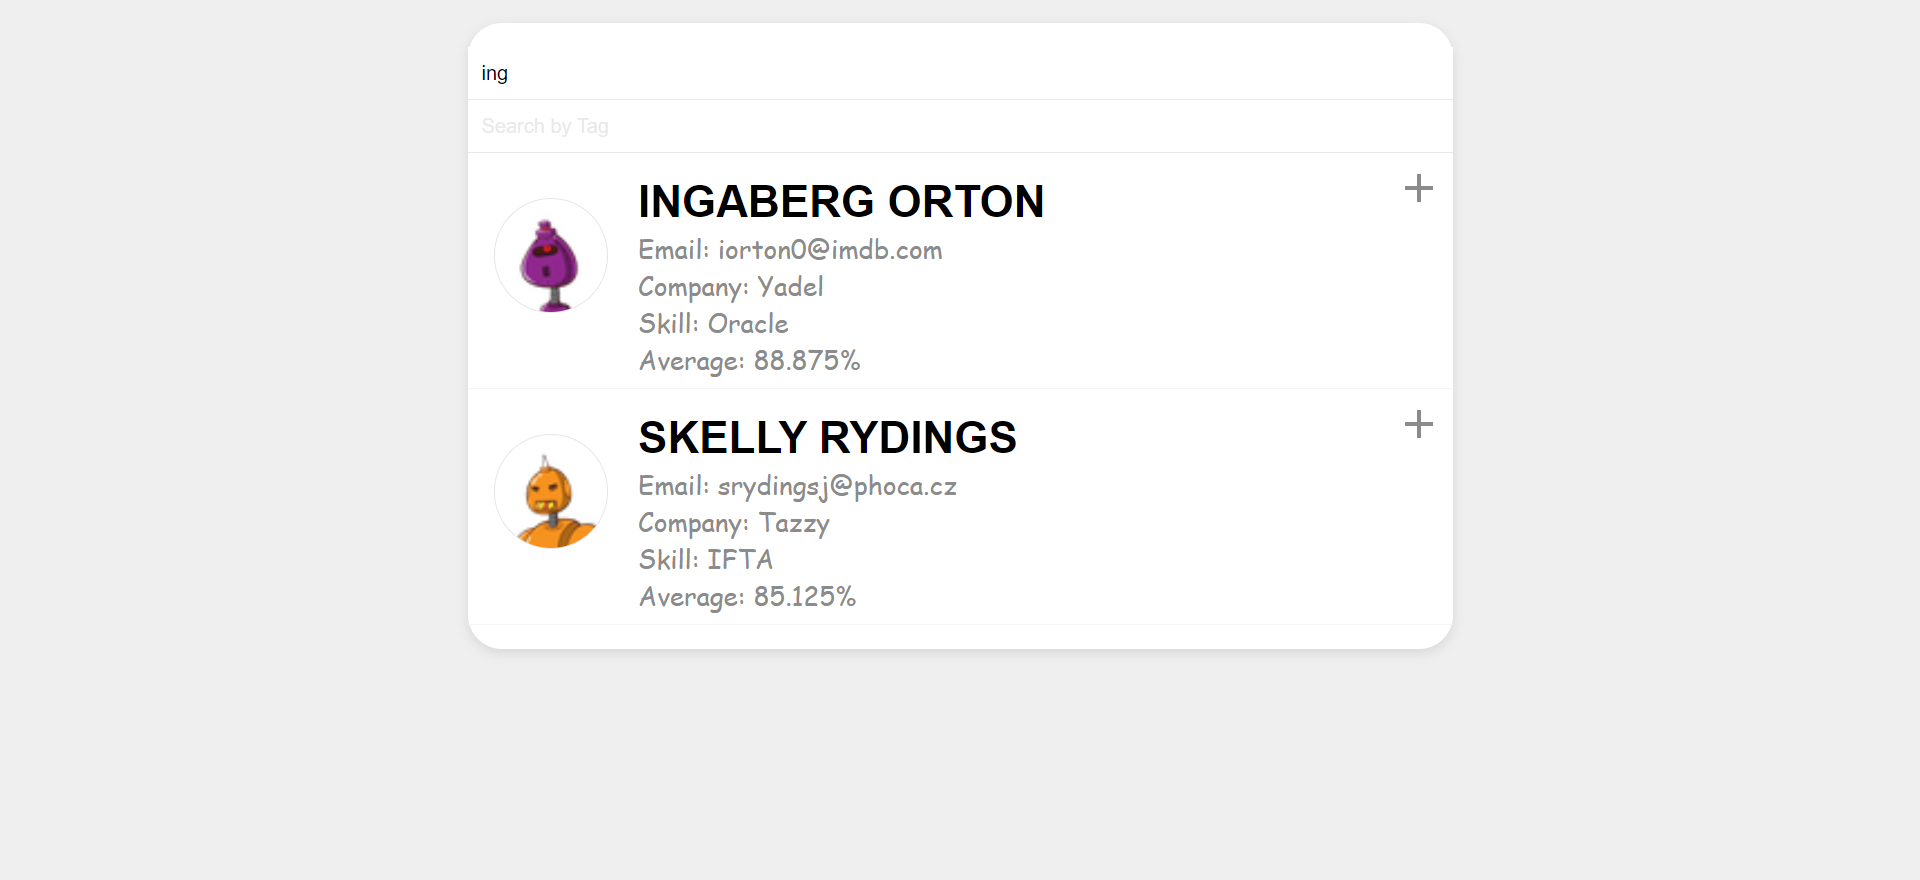 ing
Search by Tag
INGABERG ORTON
Email: iorton0@imdb.com
Company: Yadel
Skill: Oracle
Average: 88.875%
SKELLY RYDINGS
Email: srydingsj@phoca.cz
Company: Tazzy
Skill: IFTA
Average: 85.125%